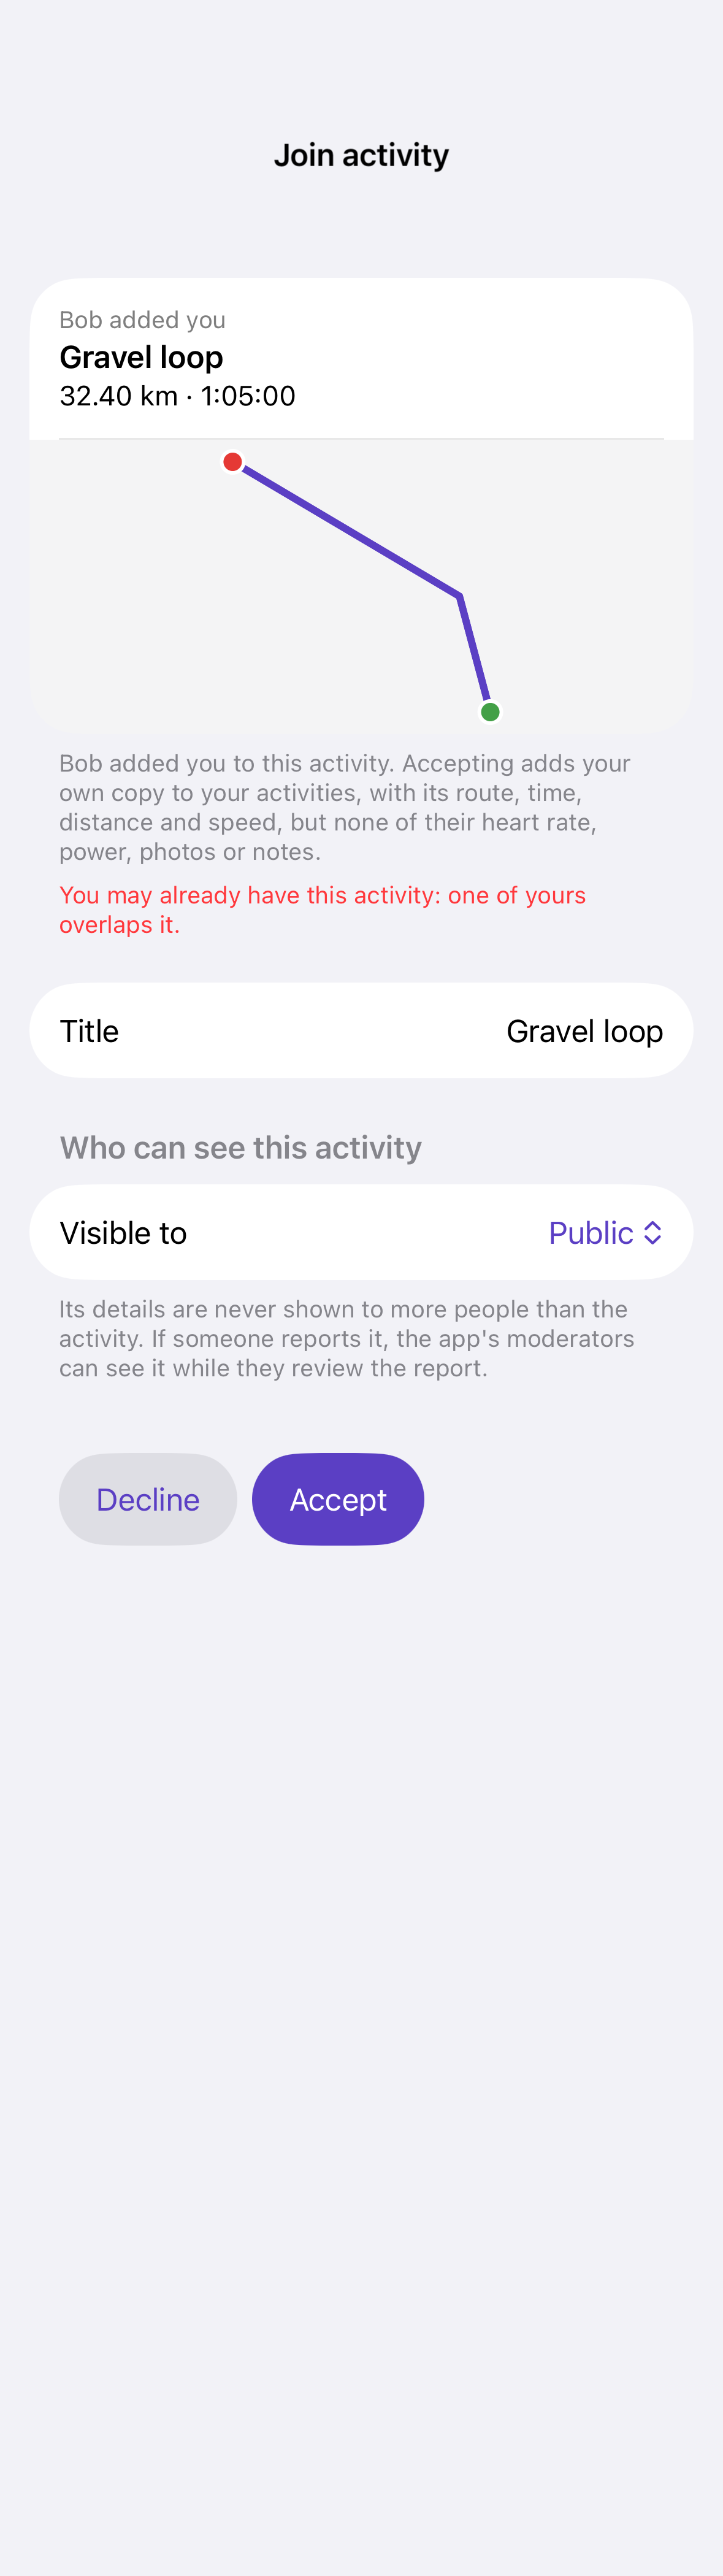 Join activity
Bob added you
Gravel loop
32.40 km · 1:05:00
Bob added you to this activity. Accepting adds your
own copy to your activities, with its route, time,
distance and speed, but none of their heart rate,
power, photos or notes.
You may already have this activity: one of yours
overlaps it.
Title Gravel loop
Who can see this activity
Visible to Public
Its details are never shown to more people than the
activity. If someone reports it, the app's moderators
can see it while they review the report.
Decline Accept